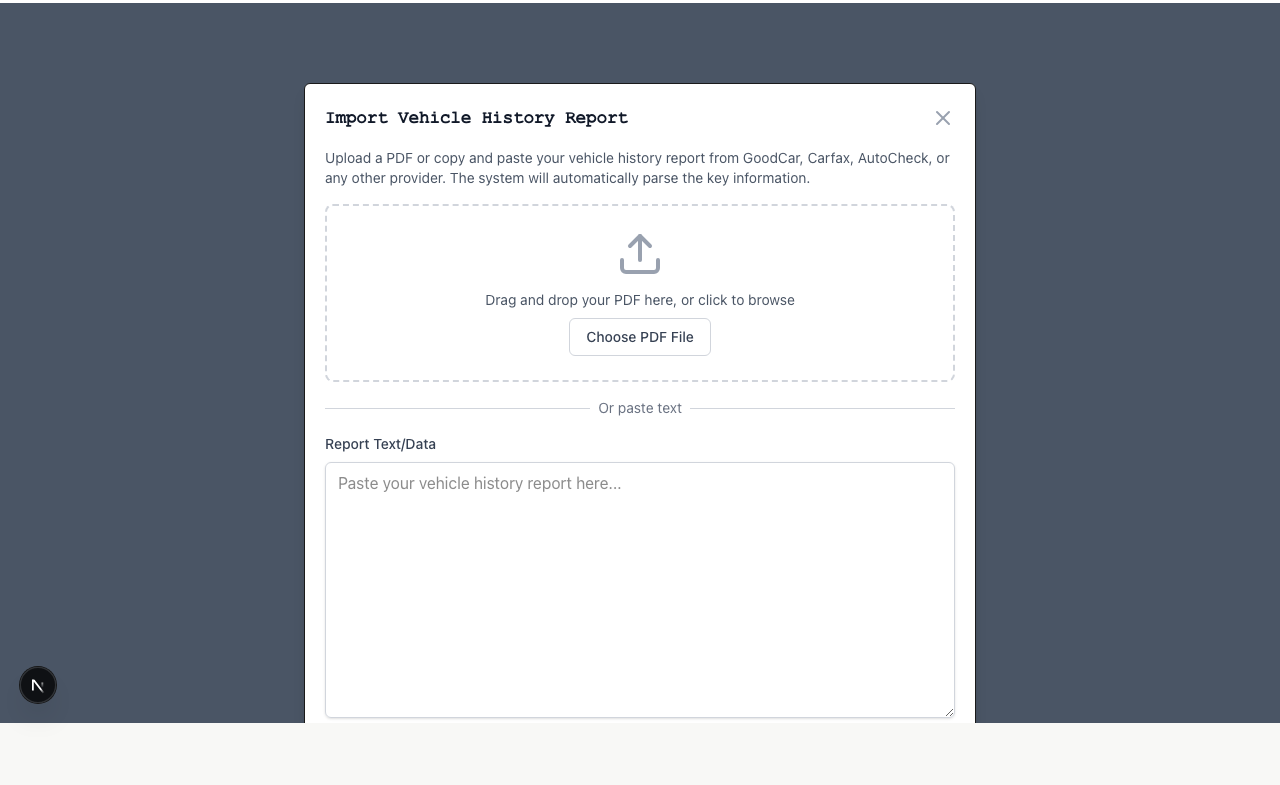 Import Vehicle History Report
Upload a PDF or copy and paste your vehicle history report from GoodCar, Carfax, AutoCheck, or
any other provider. The system will automatically parse the key information.
Drag and drop your PDF here, or click to browse
Choose PDF File
Or paste text
Report Text/Data
Paste your vehicle history report here...
N